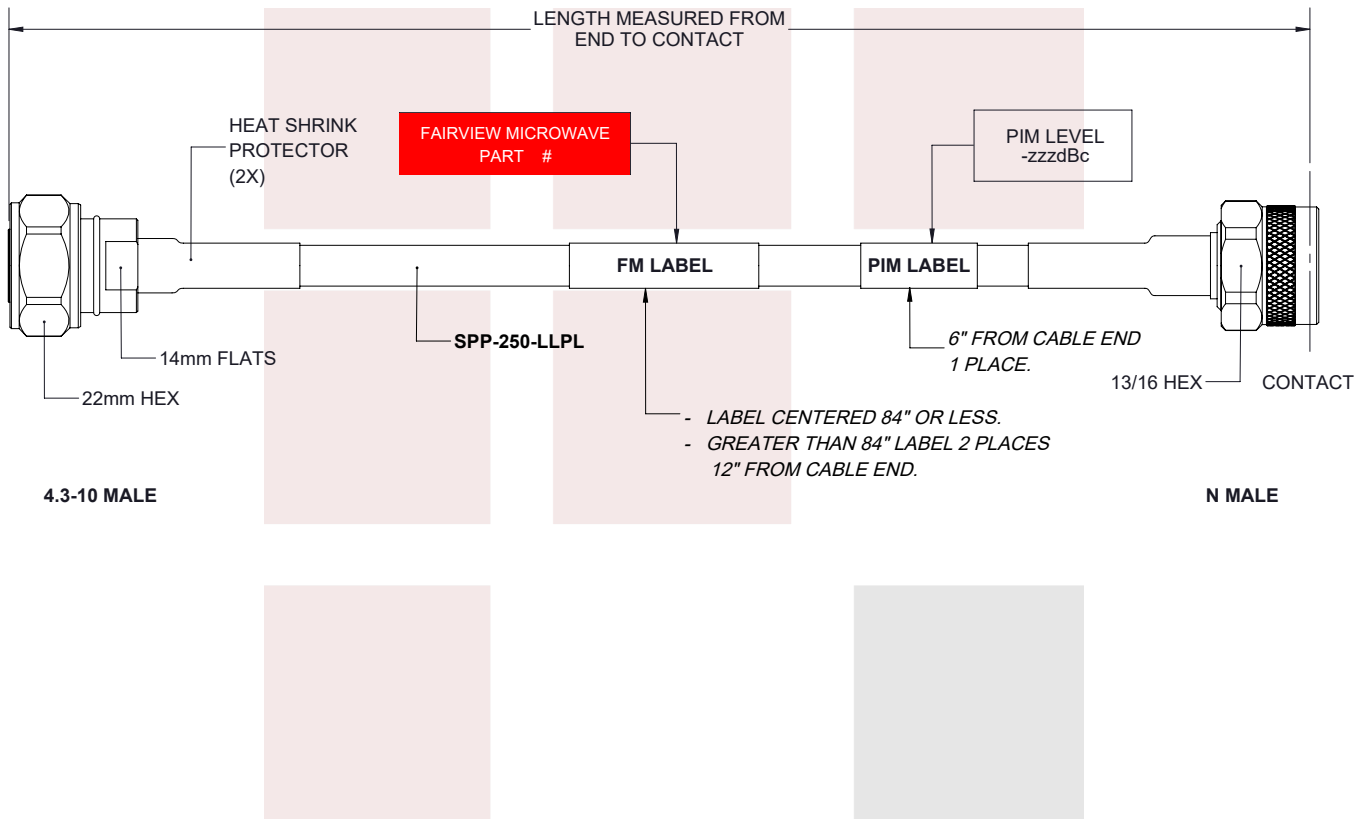 LENGTH MEASURED FROM
END TO CONTACT
HEAT SHRINK
PROTECTOR
(2X)
FAIRVIEW MICROWAVE
PART #
PIM LEVEL
-zzzdBc
FM LABEL
PIM LABEL
SPP-250-LLPL
14mm FLATS
22mm HEX
6" FROM CABLE END
1 PLACE.
13/16 HEX
CONTACT
- LABEL CENTERED 84" OR LESS.
- GREATER THAN 84" LABEL 2 PLACES
12" FROM CABLE END.
4.3-10 MALE
N MALE